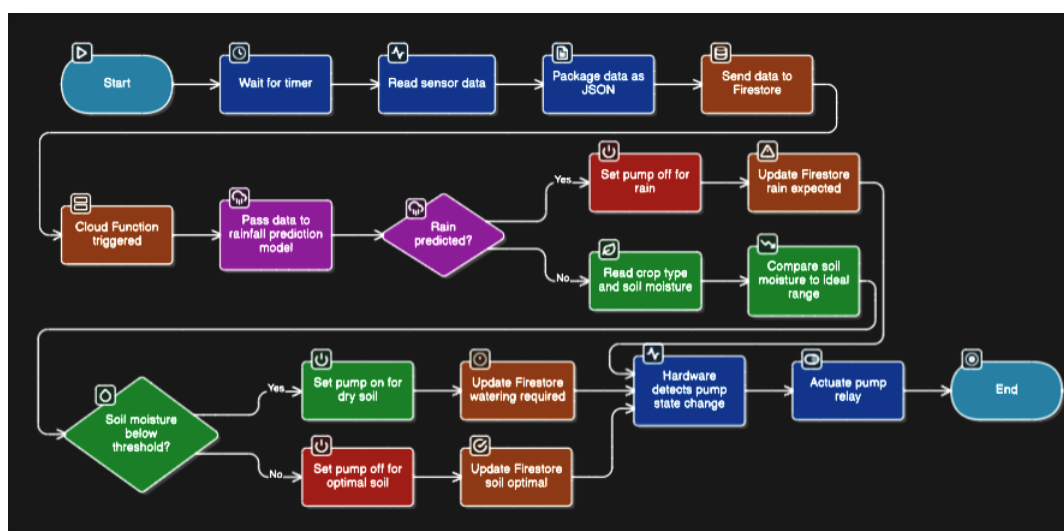 Start
Wait for timer
Read sensor data
Package data as
JSON
Send data to
Firestore
Cloud Function
triggered
Pass data to
rainfall prediction
model
Rain
predicted?
Yes
Set pump off for
rain
Update Firestore
rain expected
No
Read crop type
and soil moisture
Compare soil
moisture to ideal
range
Soil moisture
below
threshold?
Yes
Set pump on for
dry soil
Update Firestore
watering required
No
Set pump off for
optimal soil
Update Firestore
soil optimal
Hardware
detects pump
state change
Actuate pump
relay
End